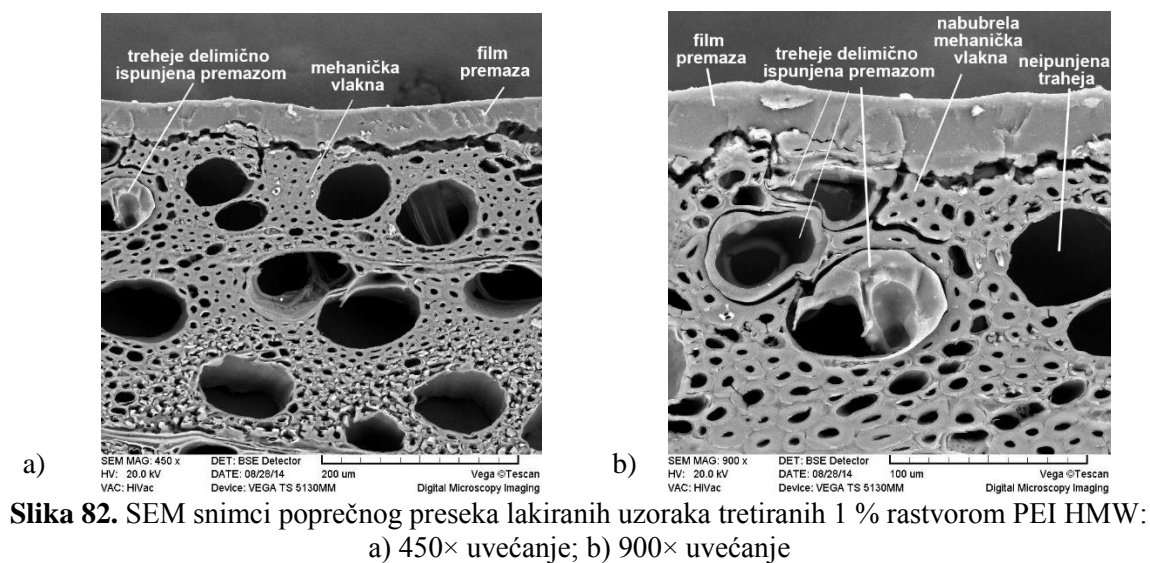 treheje delimično
ispunjena premazom
mehanička
vlakna
film
premaza
film
premaza
treheje delimično
ispunjena premazom
nabubrela
mehanička
vlakna
neipunjena
traheja
a)
SEM MAG: 450 x DET: BSE Detector
HV: 20.0 kV DATE: 08/28/14 200 um Vega ©Tescan
VAC: HiVac Device: VEGA TS 5130MM Digital Microscopy Imaging
b)
SEM MAG: 900 x DET: BSE Detector
HV: 20.0 kV DATE: 08/28/14 100 um Vega ©Tescan
VAC: HiVac Device: VEGA TS 5130MM Digital Microscopy Imaging
Slika 82. SEM snimci poprečnog preseka lakiranih uzoraka tretiranih 1 % rastvorom PEI HMW:
a) 450× uvećanje; b) 900× uvećanje